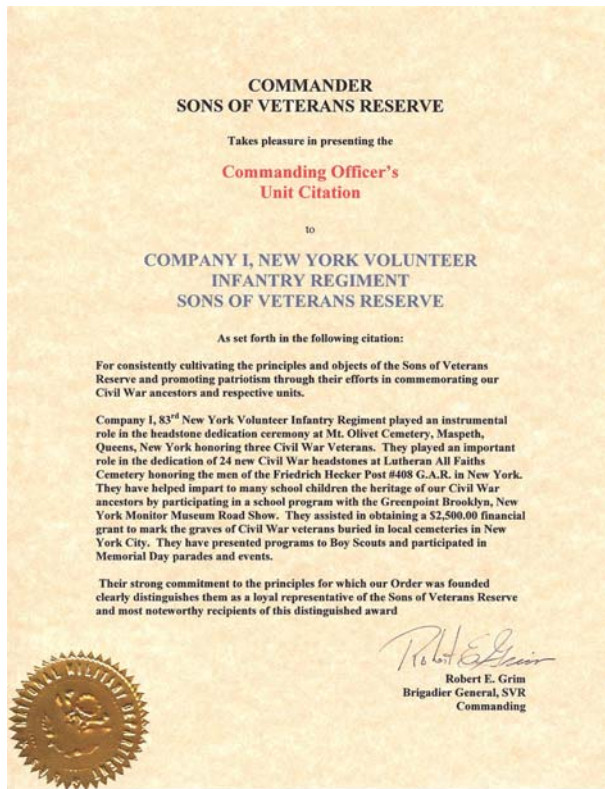 COMMANDER
SONS OF VETERANS RESERVE
Takes pleasure in presenting the
Commanding Officer's
Unit Citation
to
COMPANY I, NEW YORK VOLUNTEER
INFANTRY REGIMENT
SONS OF VETERANS RESERVE
As set forth in the following citation:
For consistently cultivating the principles and objects of the Sons of Veterans
Reserve and promoting patriotism through their efforts in commemorating our
Civil War ancestors and respective units.
Company I, 83rd New York Volunteer Infantry Regiment played an instrumental
role in the headstone dedication ceremony at Mt. Olivet Cemetery, Maspeth,
Queens, New York honoring three Civil War Veterans. They played an important
role in the dedication of 24 new Civil War headstones at Lutheran All Faiths
Cemetery honoring the men of the Friedrich Hecker Post #408 G.A.R. in New York.
They have helped impart to many school children the heritage of our Civil War
ancestors by participating in a school program with the Greenpoint Brooklyn, New
York Monitor Museum Road Show. They assisted in obtaining a $2,500.00 financial
grant to mark the graves of Civil War veterans buried in local cemeteries in New
York City. They have presented programs to Boy Scouts and participated in
Memorial Day parades and events.
Their strong commitment to the principles for which our Order was founded
clearly distinguishes them as a loyal representative of the Sons of Veterans Reserve
and most noteworthy recipients of this distinguished award
Robert E Grim
Robert E. Grim
Brigadier General, SVR
Commanding
MILITARY DEPARTMENT